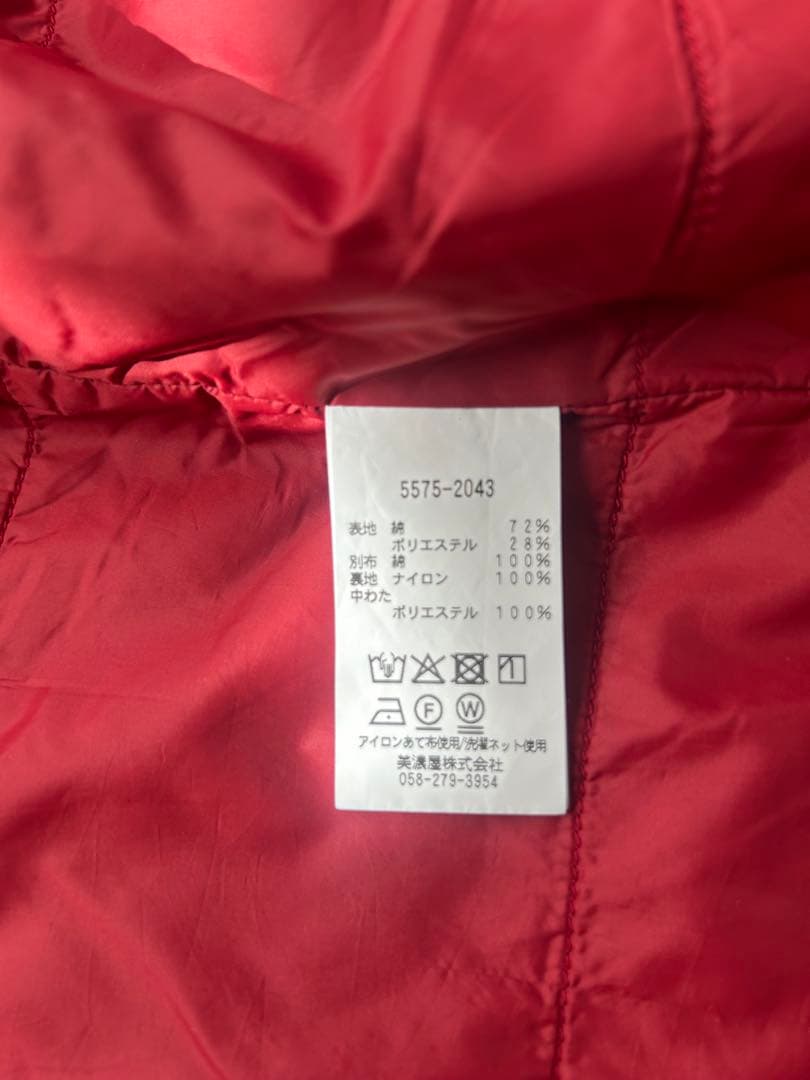 5575-2043
表地 綿 72%
ポリエステル 28%
別布 綿 100%
裏地 ナイロン 100%
中わた
ポリエステル 100%
F W
アイロンあて布使用/洗濯ネット使用
美濃屋株式会社
058-279-3954